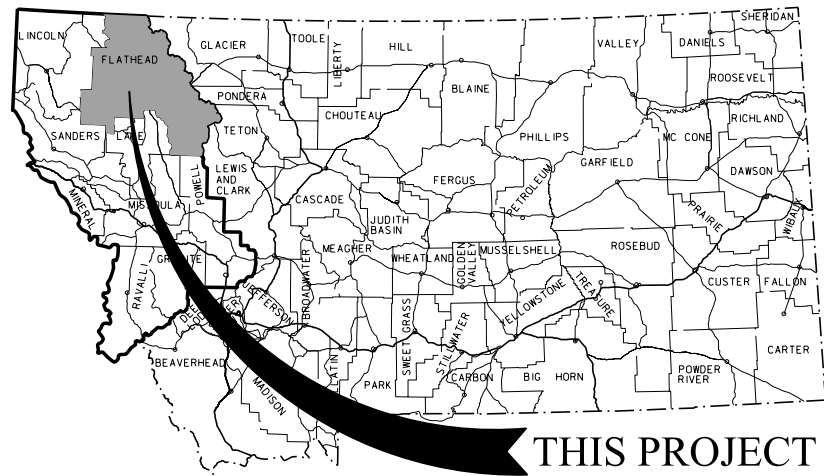 LINCOLN
FLATHEAD
GLACIER
TOOLE
LIBERTY
HILL
BLAINE
VALLEY
DANIELS
SHERIDAN
ROOSEVELT
PONDERA
CHOUTEAU
TETON
PHILLIPS
RICHLAND
MC CONE
GARFIELD
DAWSON
SANDERS
LAKE
LEWIS
AND
CLARK
POWELL
CASCADE
FERGUS
PETROLEUM
PRAIRIE
WIBAUX
MINERAL
MISSOULA
JUDITH
BASIN
MEAGHER
WHEATLAND
GOLDEN
VALLEY
MUSSELSHELL
ROSEBUD
RAVALLI
BROADWATER
JEFFERSON
SWEET GRASS
STILLWATER
YELLOWSTONE
TREASURE
CUSTER
FALLON
BEAVERHEAD
MADISON
PARK
CARBON
BIG HORN
POWDER
RIVER
CARTER
THIS PROJECT